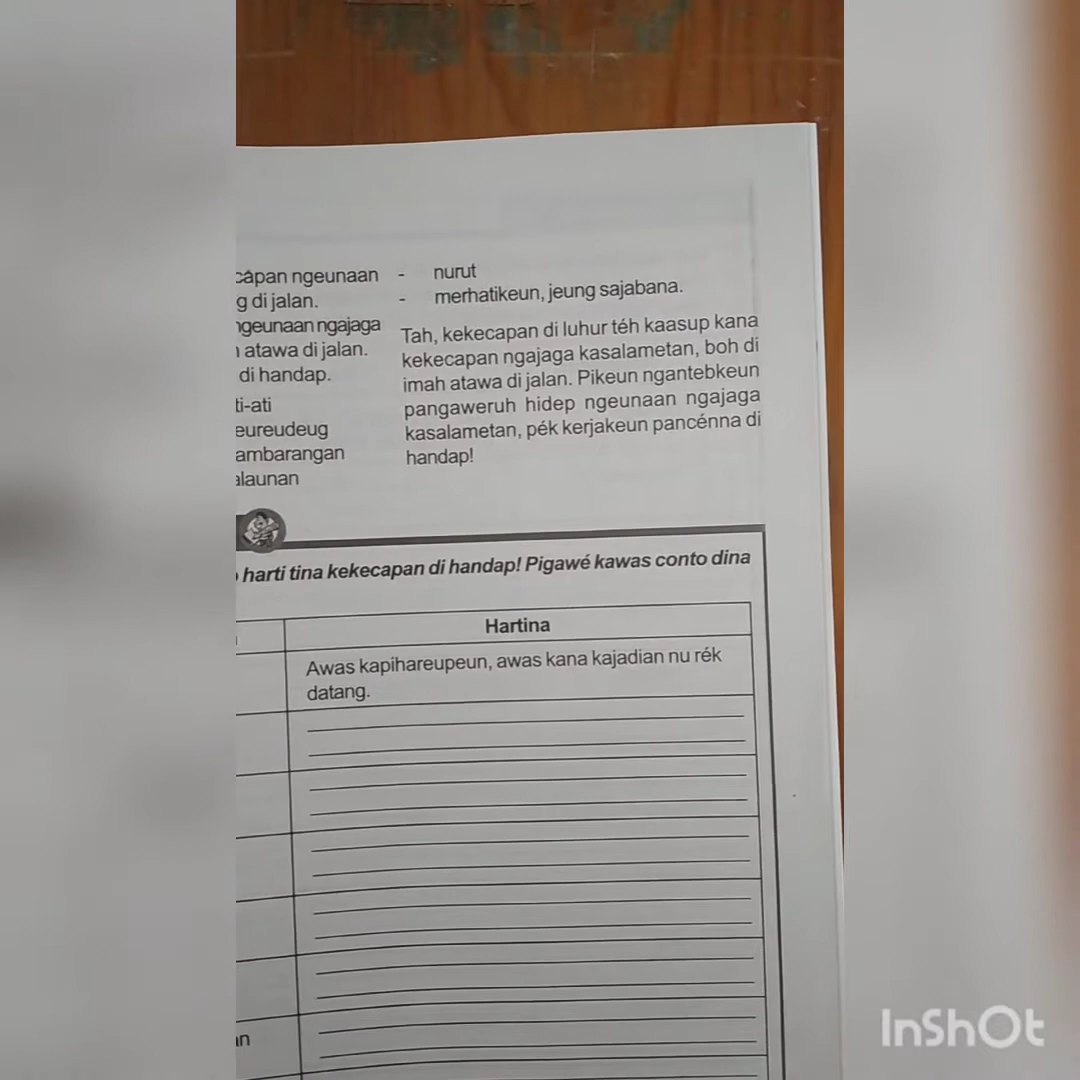 ngeunaan
g di jalan.
ngajaga
atawa di jalan.
di handap.
ti-ati
eureudeug
ambarangan
alaunan
- nurut
- merhatikeun, jeung sajabana.
Tah, kekecapan di luhur téh kaasup kana
kekecapan ngajaga kasalametan, boh di
imah atawa di jalan. Pikeun ngantebkeun
pangaweruh hidep ngeunaan ngajaga
kasalametan, pék kerjakeun pancénna di
handap!
harti tina kekecapan di handap! Pigawé kawas conto dina
Hartina
Awas kapihareupeun, awas kana kajadian nu rék
datang.
an
InShOt